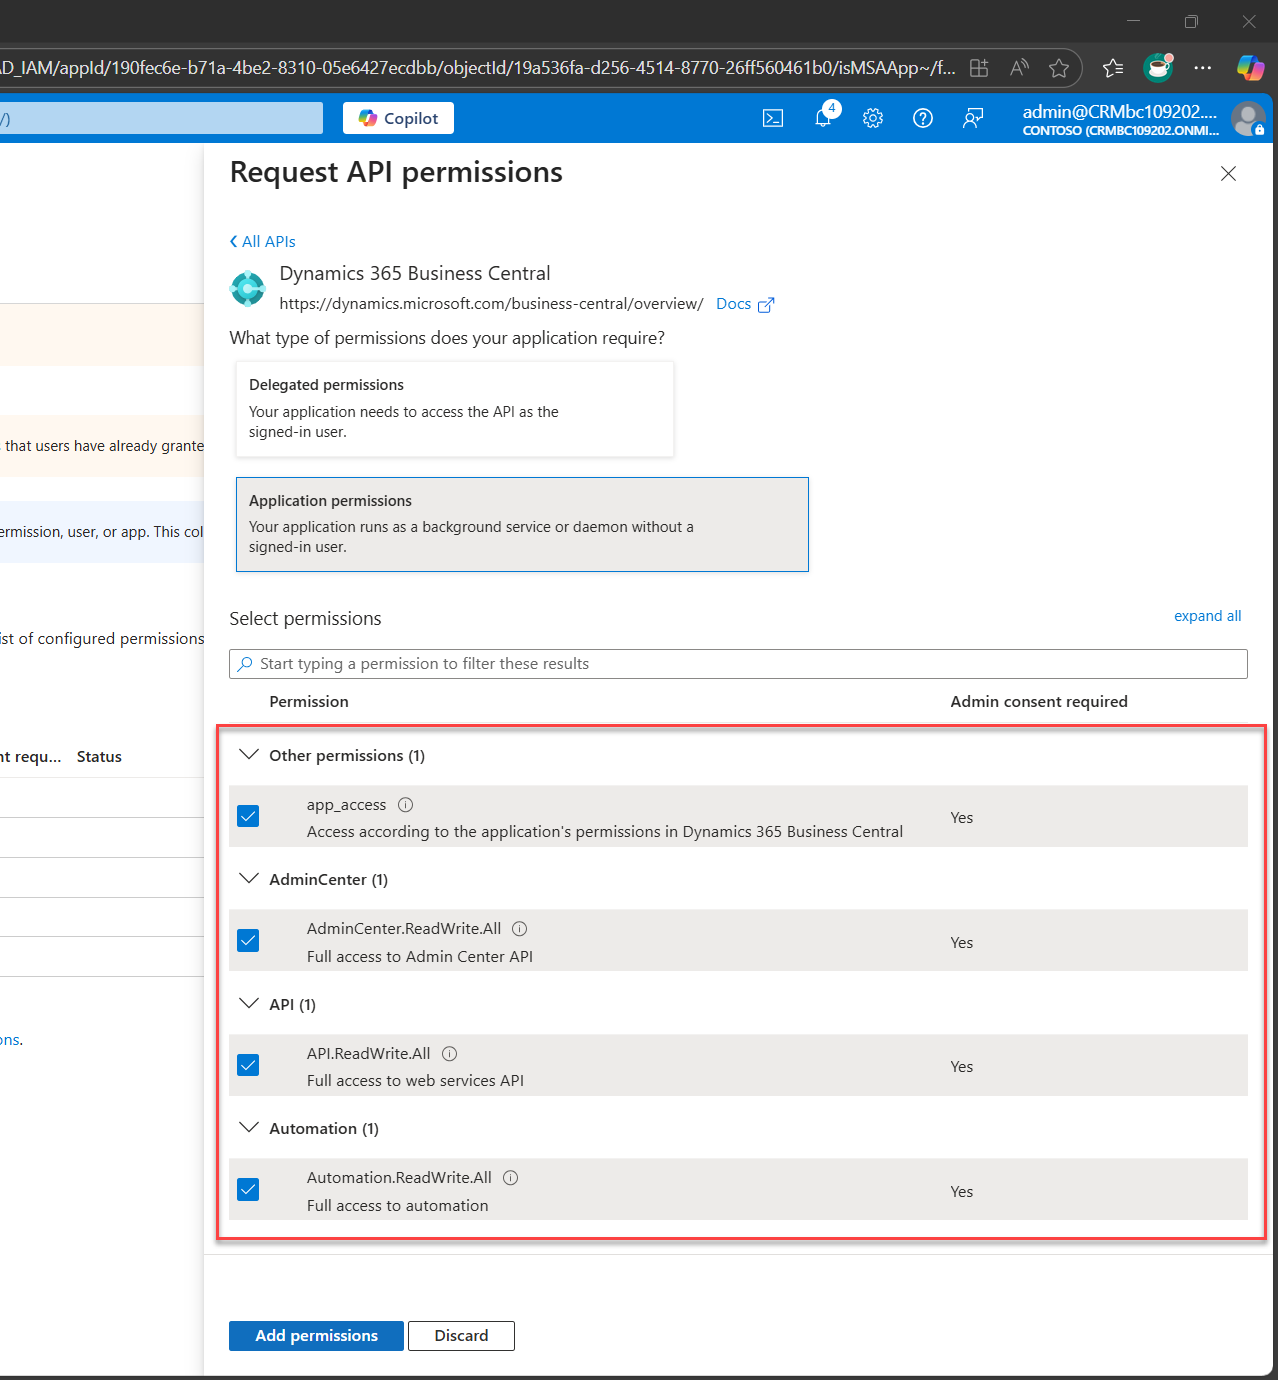 AD_IAM/appId/190fec6e-b71a-4be2-8310-05e6427ecdbb/objectId/19a536fa-d256-4514-8770-26ff560461b0/isMSAApp~/f...
/)
Copilot
4
admin@CRMbc109202....
CONTOSO (CRMBC109202.ONMI...
Request API permissions
All APIs
Dynamics 365 Business Central
https://dynamics.microsoft.com/business-central/overview/ Docs
What type of permissions does your application require?
Delegated permissions
Your application needs to access the API as the
signed-in user.
that users have already grante
Application permissions
Your application runs as a background service or daemon without a
signed-in user.
ermission, user, or app. This col
Select permissions
expand all
ist of configured permissions
Start typing a permission to filter these results
Permission
Admin consent required
nt requ... Status
Other permissions (1)
app_access
Access according to the application's permissions in Dynamics 365 Business Central
Yes
AdminCenter (1)
AdminCenter.ReadWrite.All
Full access to Admin Center API
Yes
API (1)
ons.
API.ReadWrite.All
Full access to web services API
Yes
Automation (1)
Automation.ReadWrite.All
Full access to automation
Yes
Add permissions
Discard